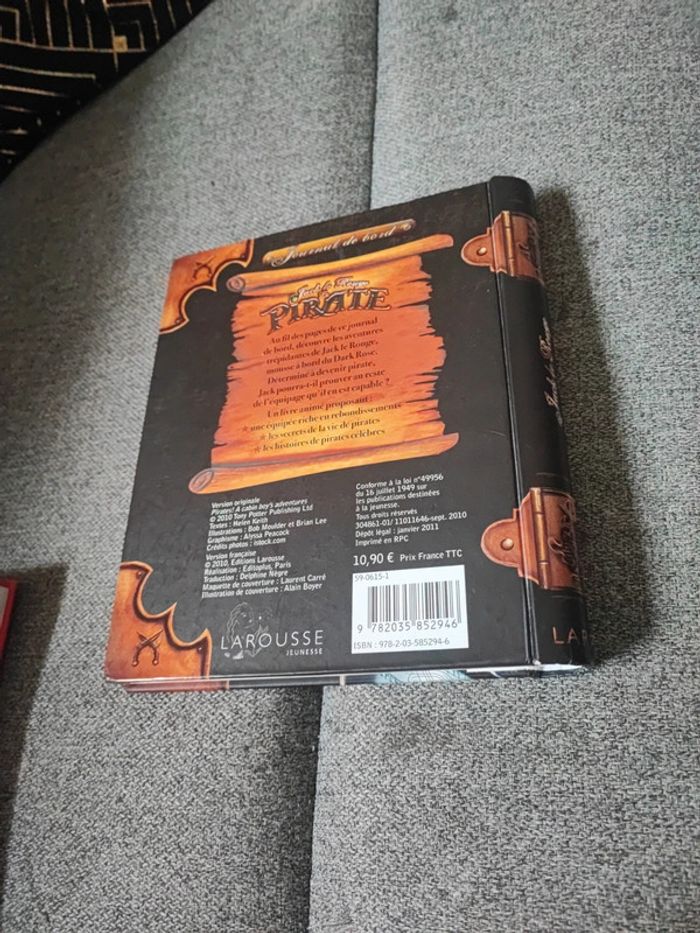 Journal de bord
Jack le Rouge
PIRATE
Au fil des pages de ce journal
de bord, découvre les aventures
trépidantes de Jack le Rouge,
mousse à bord du Dark Rose.
Déterminé à devenir pirate,
Jack pourra-t-il prouver au reste
de l'équipage qu'il en est capable ?
Un livre animé proposant :
une équipée riche en rebondissements
les secrets de la vie de pirates
les histoires de pirates célèbres
Version originale
Pirates! A cabin boy's adventures
© 2010 Tony Potter Publishing Ltd
Textes : Helen Keith
Illustrations : Bob Moulder et Brian Lee
Graphisme : Alyssa Peacock
Crédits photos : istock.com
Version française
© 2010, Editions Larousse
Réalisation : Editoplus, Paris
Traduction : Delphine Nègre
Maquette de couverture : Laurent Carré
Illustration de couverture : Alain Boyer
LAROUSSE
JEUNESSE
Conforme à la loi n°49956
du 16 juillet 1949 sur
les publications destinées
à la jeunesse.
Tous droits réservés
304861-01/ 11011646-sept. 2010
Dépôt légal : janvier 2011
Imprimé en RPC
10,90 € Prix France TTC
59-0615-1
9 782035 852946
ISBN : 978-2-03-585294-6
LAR